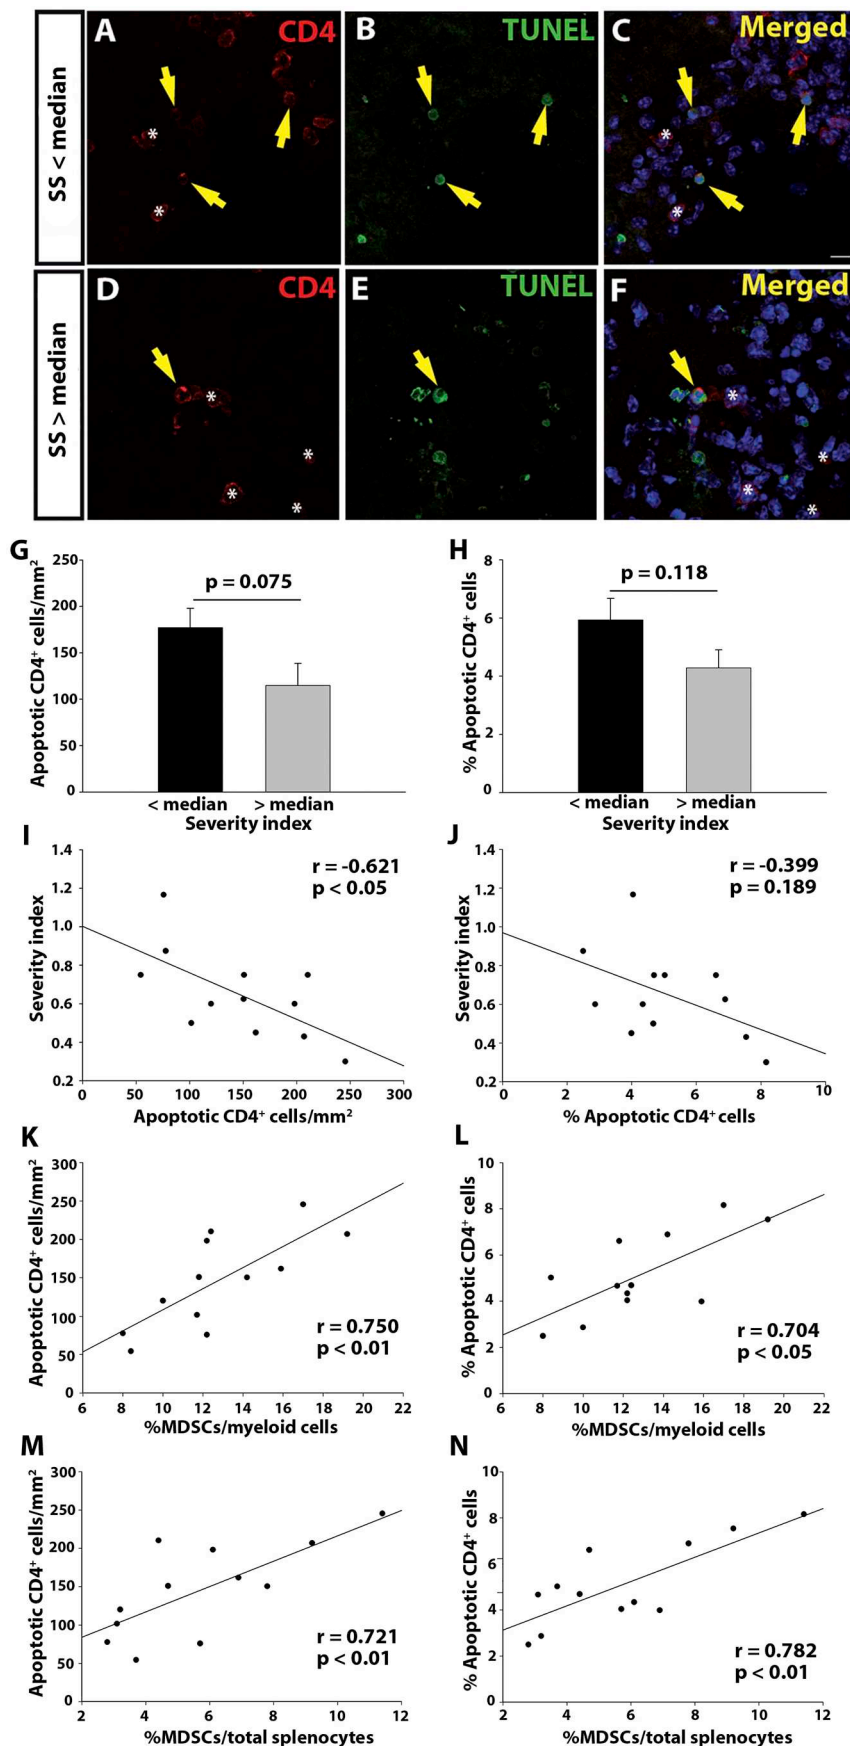 SS < median
A CD4
B TUNEL
C Merged
*
*
*
*
SS > median
D CD4
E TUNEL
F Merged
*
*
*
*
*
*
*
*
G
Apoptotic CD4⁺ cells/mm²
250
200
150
100
50
0
p = 0.075
< median > median
Severity index
H
% Apoptotic CD4⁺ cells
8
6
4
2
0
p = 0.118
< median > median
Severity index
I
Severity index
1.4
1.2
1.0
0.8
0.6
0.4
0.2
r = -0.621
p < 0.05
0 50 100 150 200 250 300
Apoptotic CD4⁺ cells/mm²
J
Severity index
1.4
1.2
1.0
0.8
0.6
0.4
0.2
r = -0.399
p = 0.189
0 2 4 6 8 10
% Apoptotic CD4⁺ cells
K
Apoptotic CD4⁺ cells/mm²
300
250
200
150
100
50
0
r = 0.750
p < 0.01
6 8 10 12 14 16 18 20 22
%MDSCs/myeloid cells
L
% Apoptotic CD4⁺ cells
10
8
6
4
2
0
r = 0.704
p < 0.05
6 8 10 12 14 16 18 20 22
%MDSCs/myeloid cells
M
Apoptotic CD4⁺ cells/mm²
300
250
200
150
100
50
0
r = 0.721
p < 0.01
2 4 6 8 10 12
%MDSCs/total splenocytes
N
% Apoptotic CD4⁺ cells
10
8
6
4
2
0
r = 0.782
p < 0.01
2 4 6 8 10 12
%MDSCs/total splenocytes